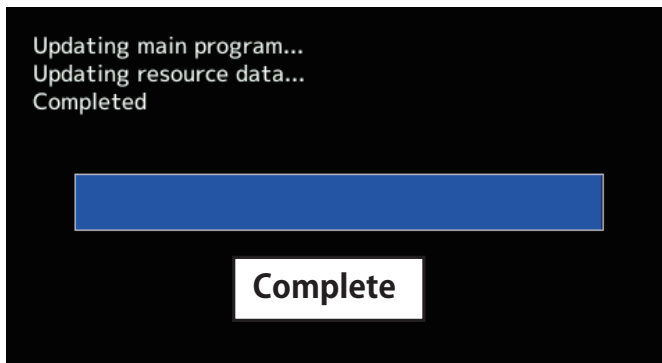 Updating main program...
Updating resource data...
Completed
Complete